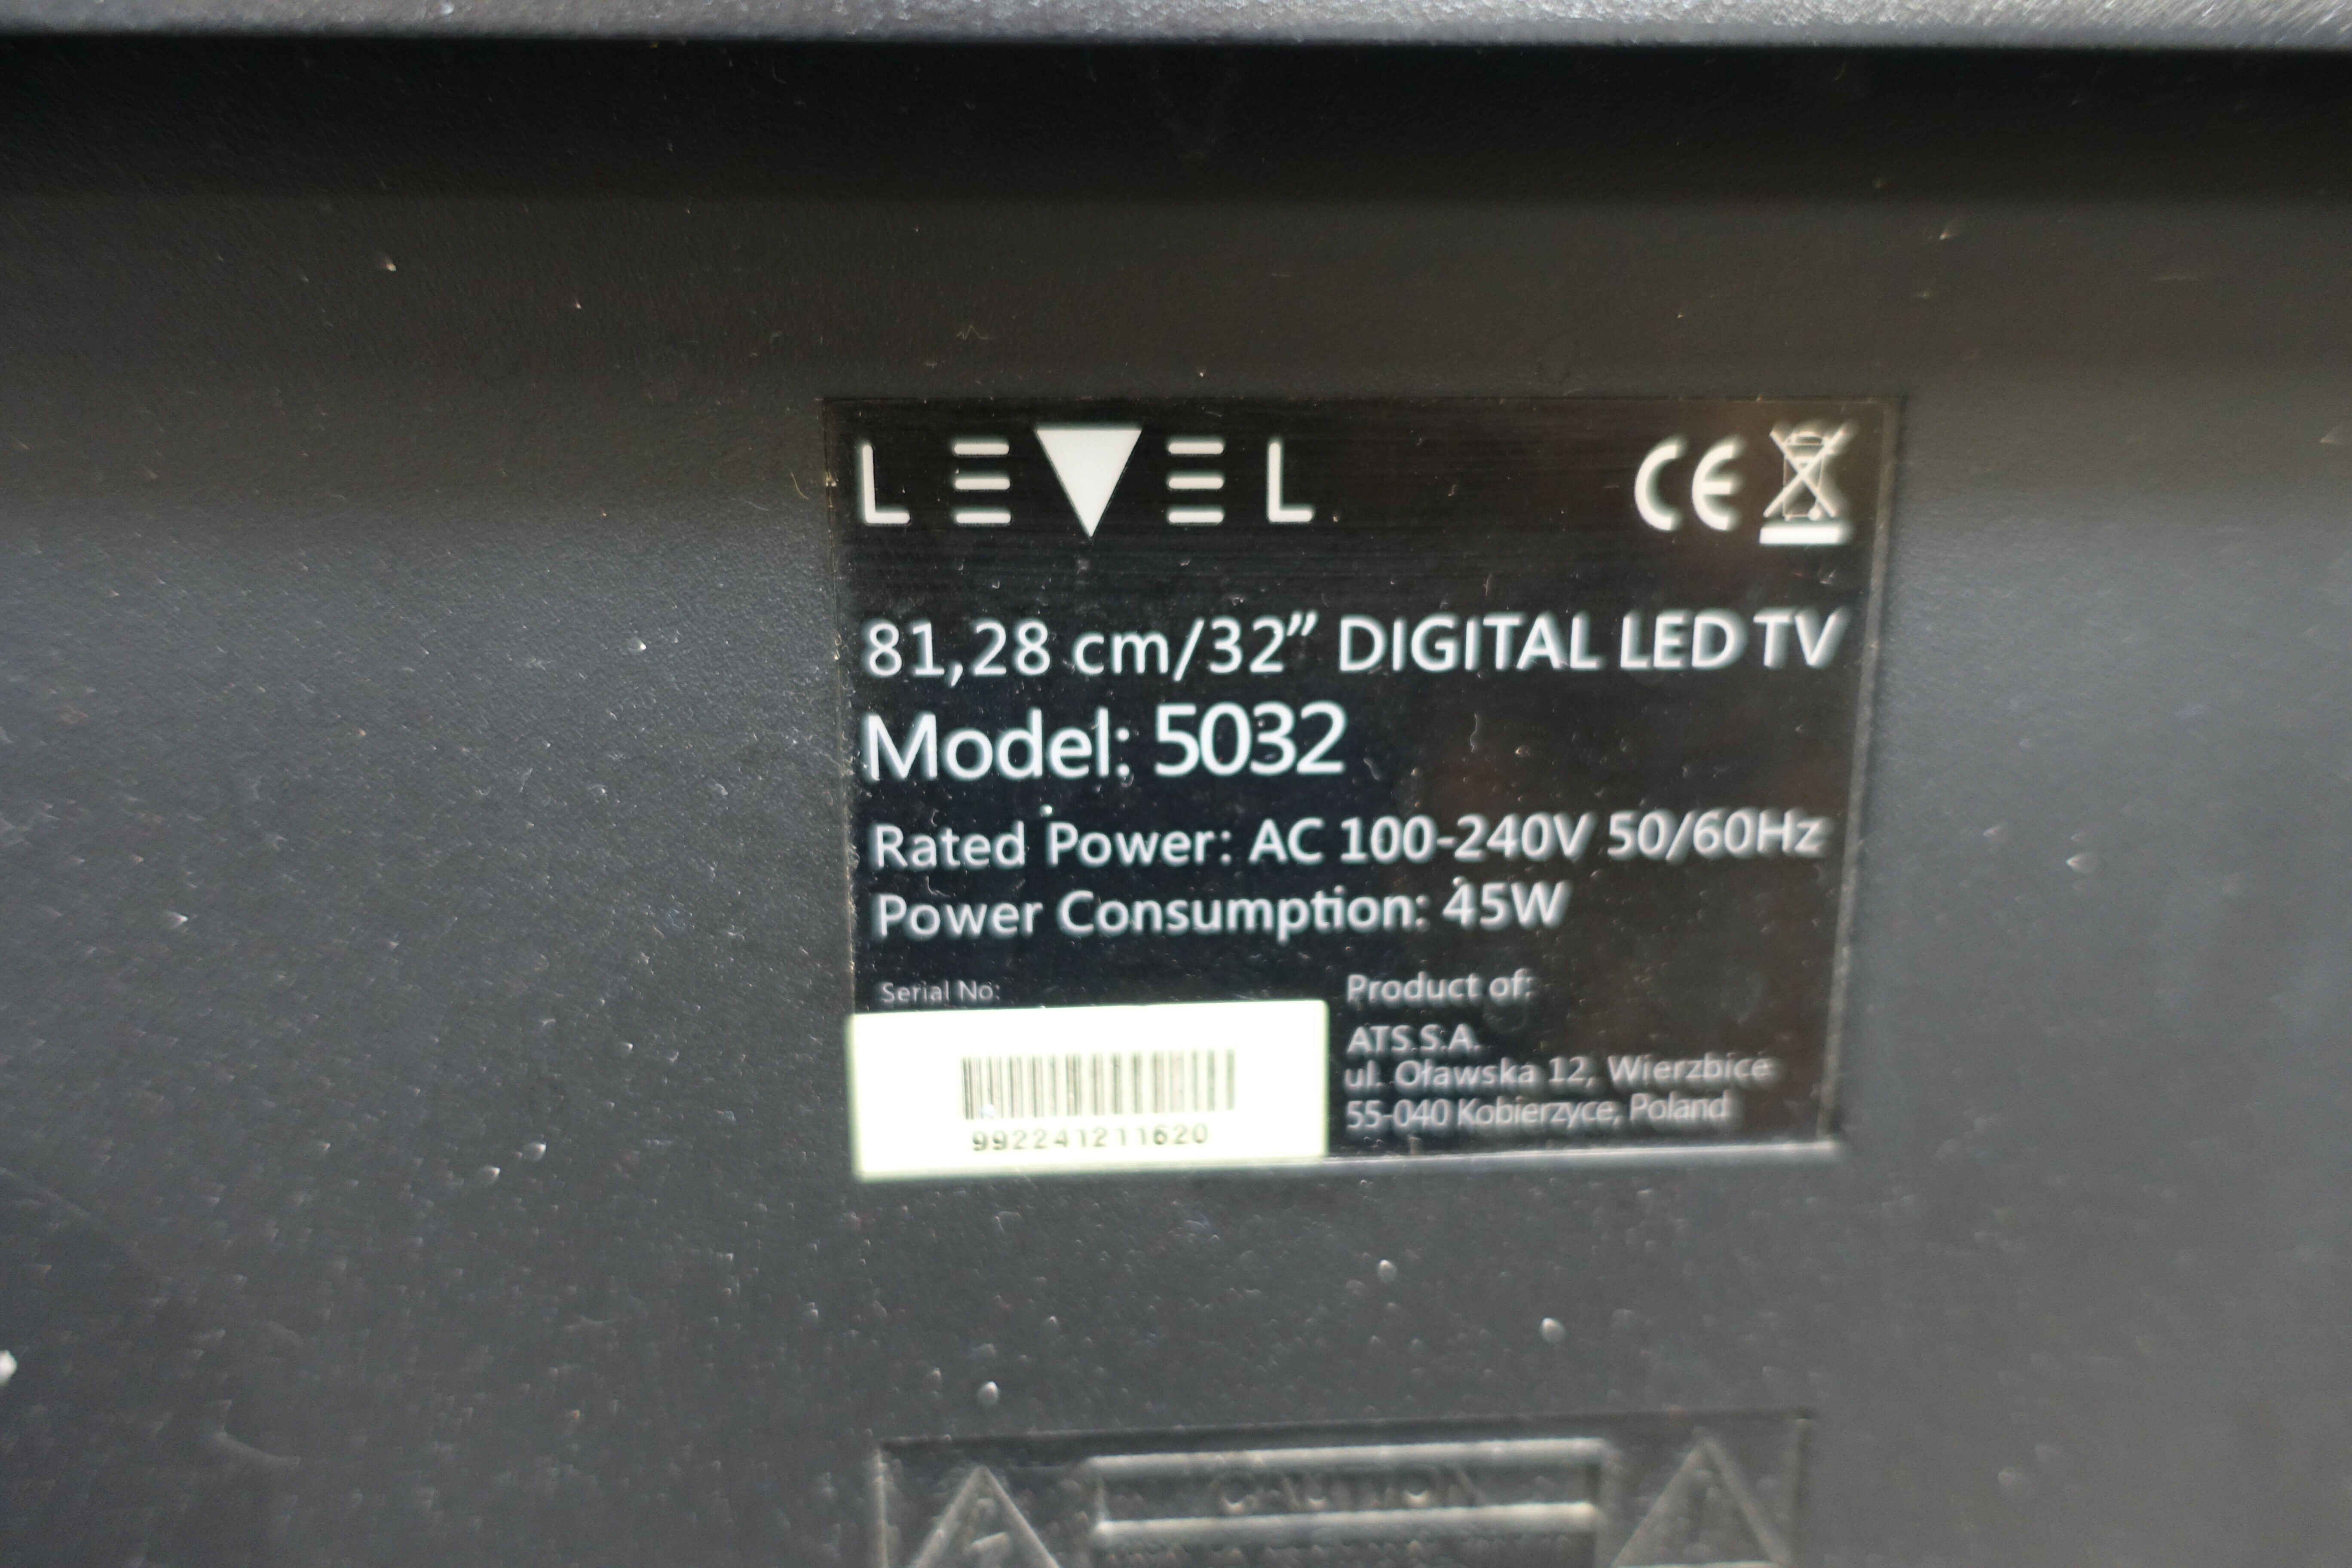 LEVEL CE
81,28 cm/32” DIGITAL LED TV
Model: 5032
Rated Power: AC 100-240V 50/60Hz
Power Consumption: 45W
Serial No:
992241211620
Product of:
ATS S.A.
ul. Oławska 12, Wierzbice
55-040 Kobierzyce, Poland
CAUTION